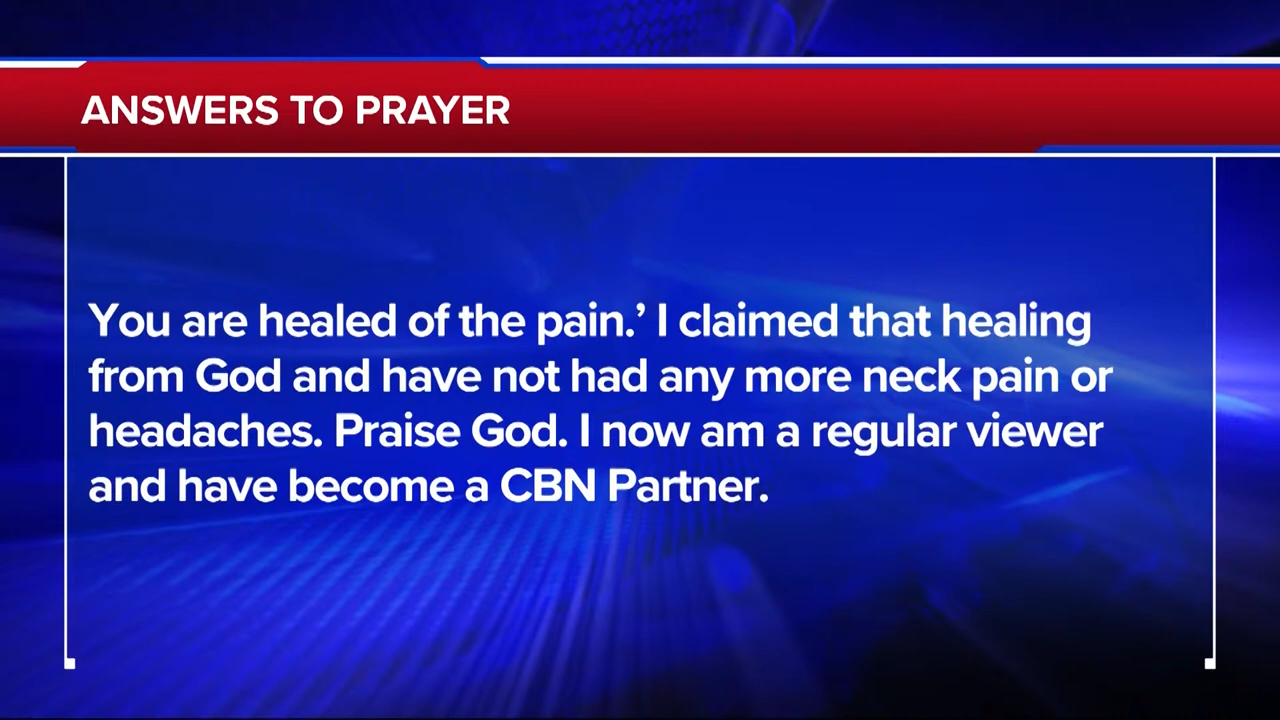 ANSWERS TO PRAYER
You are healed of the pain.’ I claimed that healing
from God and have not had any more neck pain or
headaches. Praise God. I now am a regular viewer
and have become a CBN Partner.